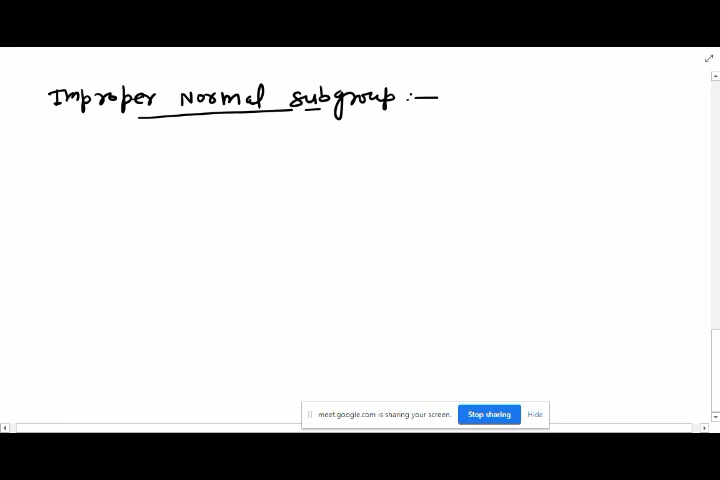 Improper Normal subgroup :—
meet.google.com is sharing your screen. Stop sharing Hide